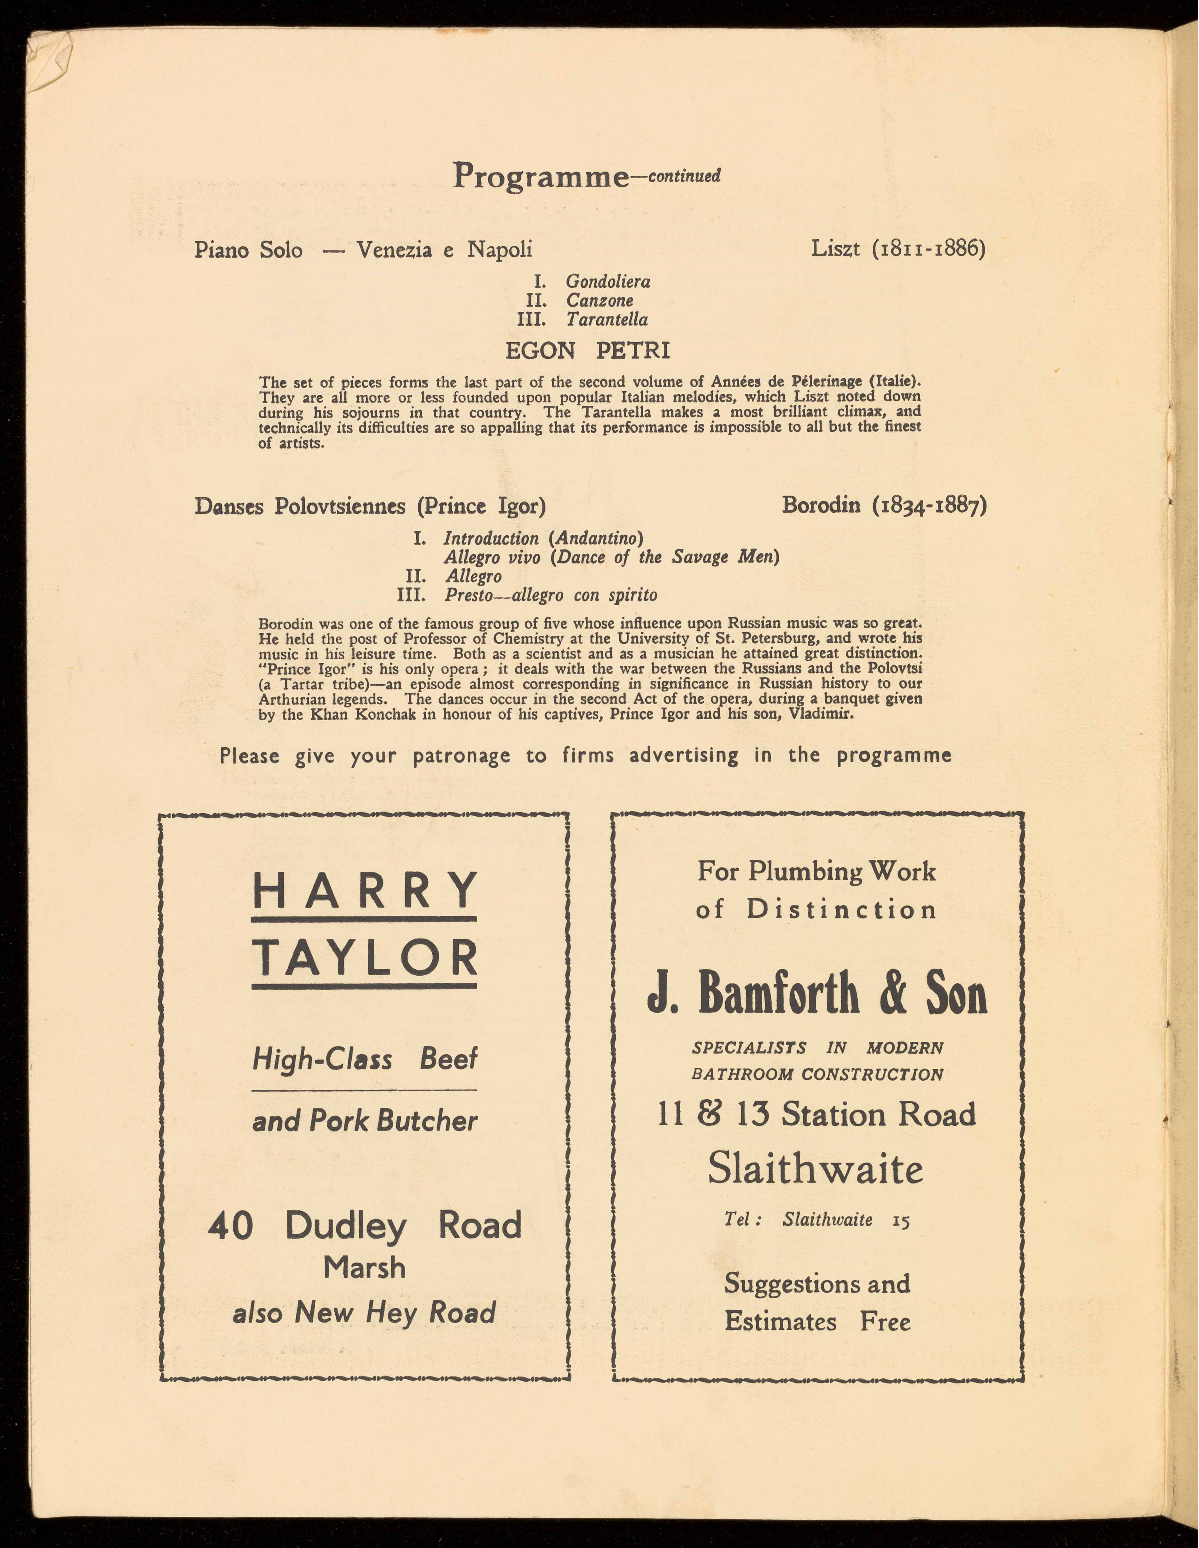 Programme—continued
Piano Solo — Venezia e Napoli Liszt (1811-1886)
I. Gondoliera
II. Canzone
III. Tarantella
EGON PETRI
The set of pieces forms the last part of the second volume of Années de Pélerinage (Italie).
They are all more or less founded upon popular Italian melodies, which Liszt noted down
during his sojourns in that country. The Tarantella makes a most brilliant climax, and
technically its difficulties are so appalling that its performance is impossible to all but the finest
of artists.
Danses Polovtsiennes (Prince Igor) Borodin (1834-1887)
I. Introduction (Andantino)
Allegro vivo (Dance of the Savage Men)
II. Allegro
III. Presto—allegro con spirito
Borodin was one of the famous group of five whose influence upon Russian music was so great.
He held the post of Professor of Chemistry at the University of St. Petersburg, and wrote his
music in his leisure time. Both as a scientist and as a musician he attained great distinction.
"Prince Igor" is his only opera; it deals with the war between the Russians and the Polovtsi
(a Tartar tribe)—an episode almost corresponding in significance in Russian history to our
Arthurian legends. The dances occur in the second Act of the opera, during a banquet given
by the Khan Konchak in honour of his captives, Prince Igor and his son, Vladimir.
Please give your patronage to firms advertising in the programme
HARRY
TAYLOR
High-Class Beef
and Pork Butcher
40 Dudley Road
Marsh
also New Hey Road
For Plumbing Work
of Distinction
J. Bamforth & Son
SPECIALISTS IN MODERN
BATHROOM CONSTRUCTION
11 & 13 Station Road
Slaithwaite
Tel: Slaithwaite 15
Suggestions and
Estimates Free